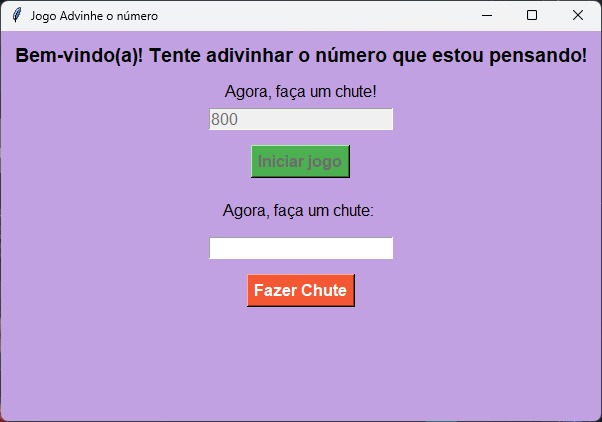 Jogo Advinhe o número
Bem-vindo(a)! Tente adivinhar o número que estou pensando!
Agora, faça um chute!
800
Iniciar jogo
Agora, faça um chute:
Fazer Chute